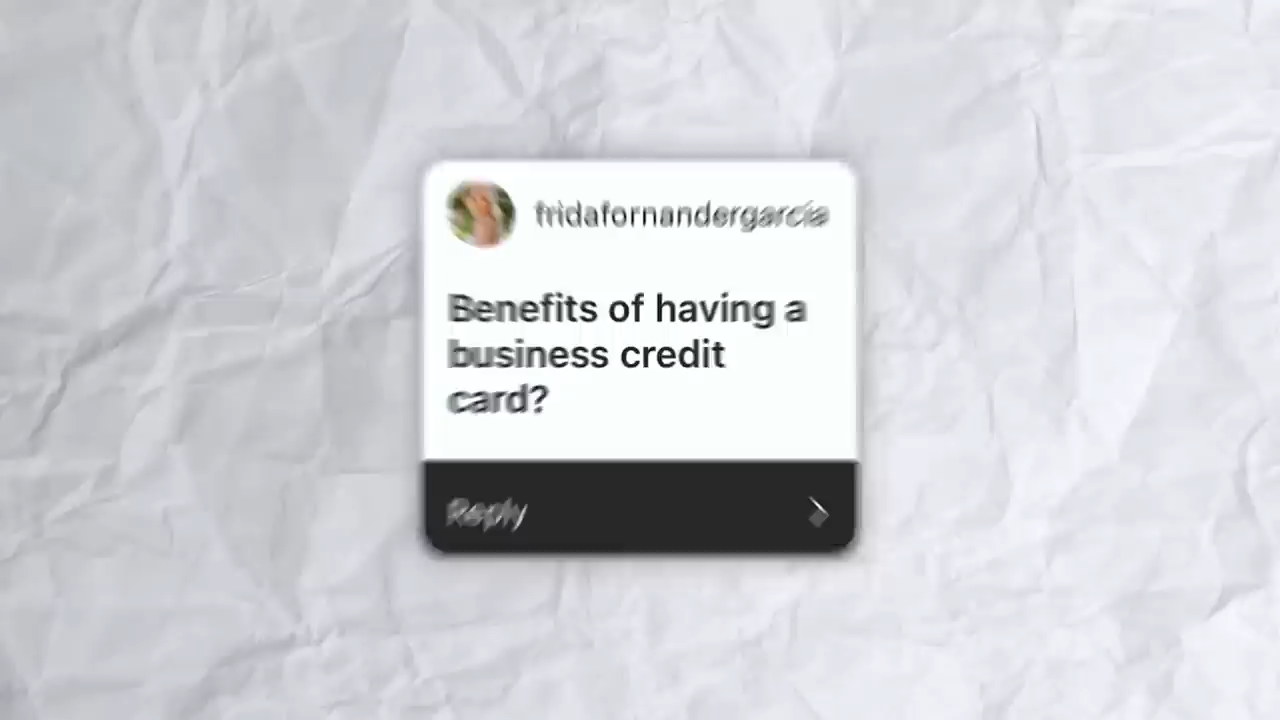 fridafornandergarcia
Benefits of having a
business credit
card?
Reply